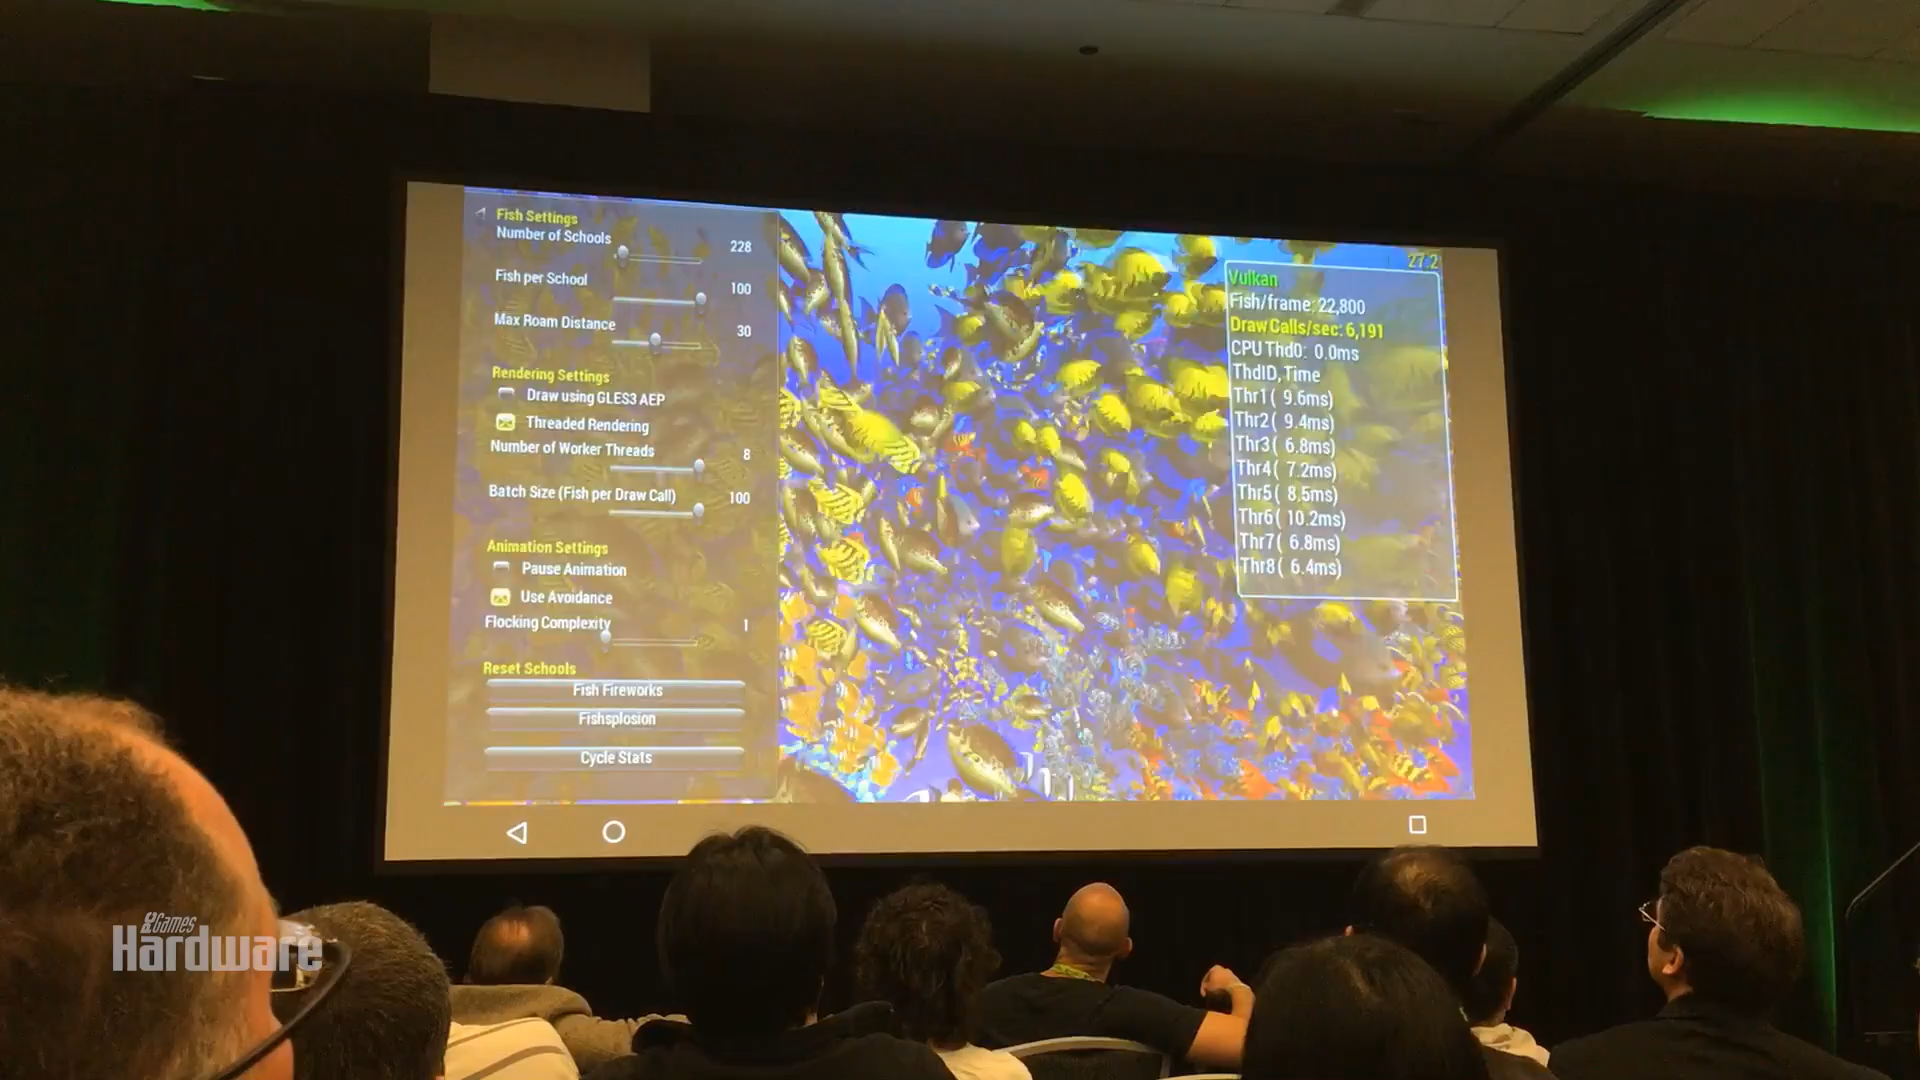 Fish Settings
Number of Schools
228
Fish per School
100
Max Roam Distance
30
Rendering Settings
Draw using GLES3 AEP
Threaded Rendering
Number of Worker Threads
8
Batch Size (Fish per Draw Call)
100
Animation Settings
Pause Animation
Use Avoidance
Flocking Complexity
1
Reset Schools
Fish Fireworks
Fishsplosion
Cycle Stats
27.2
Vulkan
Fish/frame: 22,800
Draw Calls/sec: 6,191
CPU Thd0: 0.0ms
ThdID,Time
Thr1( 9.6ms)
Thr2( 9.4ms)
Thr3( 6.8ms)
Thr4( 7.2ms)
Thr5( 8.5ms)
Thr6( 10.2ms)
Thr7( 6.8ms)
Thr8( 6.4ms)
&Games
Hardware